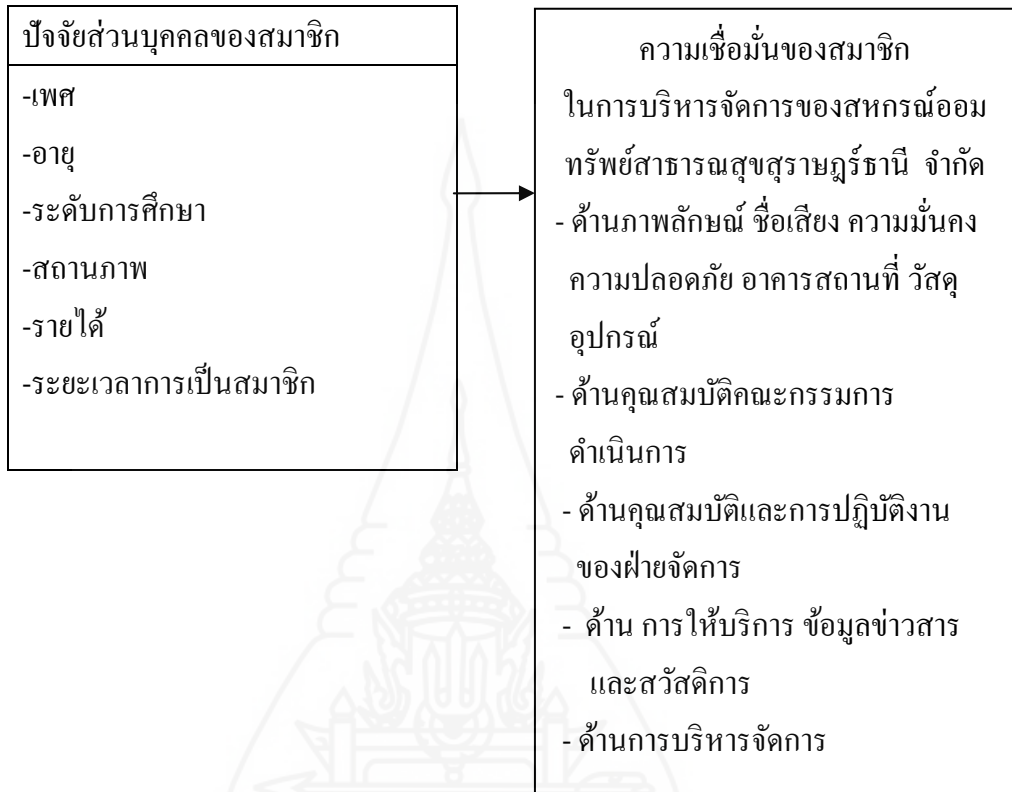 ปัจจัยส่วนบุคคลของสมาชิก
-เพศ
-อายุ
-ระดับการศึกษา
-สถานภาพ
-รายได้
-ระยะเวลาการเป็นสมาชิก
ความเชื่อมั่นของสมาชิก
ในการบริหารจัดการของสหกรณ์ออม
ทรัพย์สาธารณสุขสุราษฎร์ธานี จำกัด
- ด้านภาพลักษณ์ ชื่อเสียง ความมั่นคง
ความปลอดภัย อาคารสถานที่ วัสดุ
อุปกรณ์
- ด้านคุณสมบัติคณะกรรมการ
ดำเนินการ
- ด้านคุณสมบัติและการปฏิบัติงาน
ของฝ่ายจัดการ
- ด้าน การให้บริการ ข้อมูลข่าวสาร
และสวัสดิการ
- ด้านการบริหารจัดการ